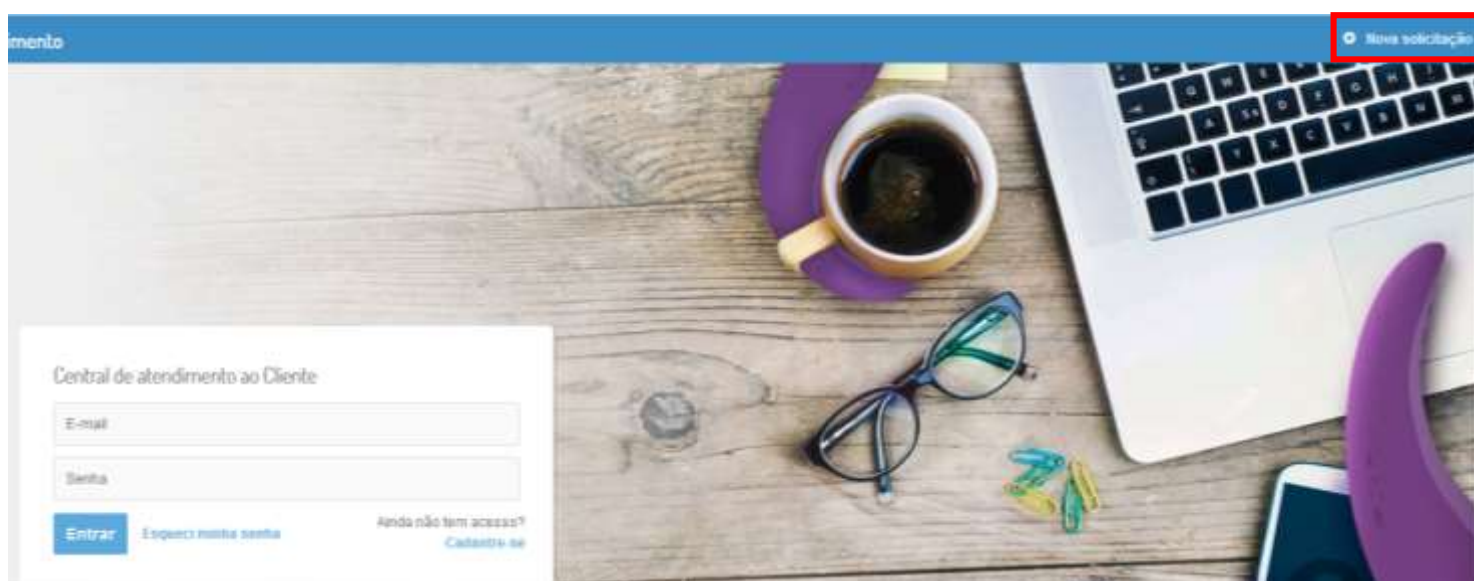 imento
Nova solicitação
Central de atendimento ao Cliente
E-mail
Senha
Entrar
Esqueci minha senha
Ainda não tem acesso?
Cadastre-se